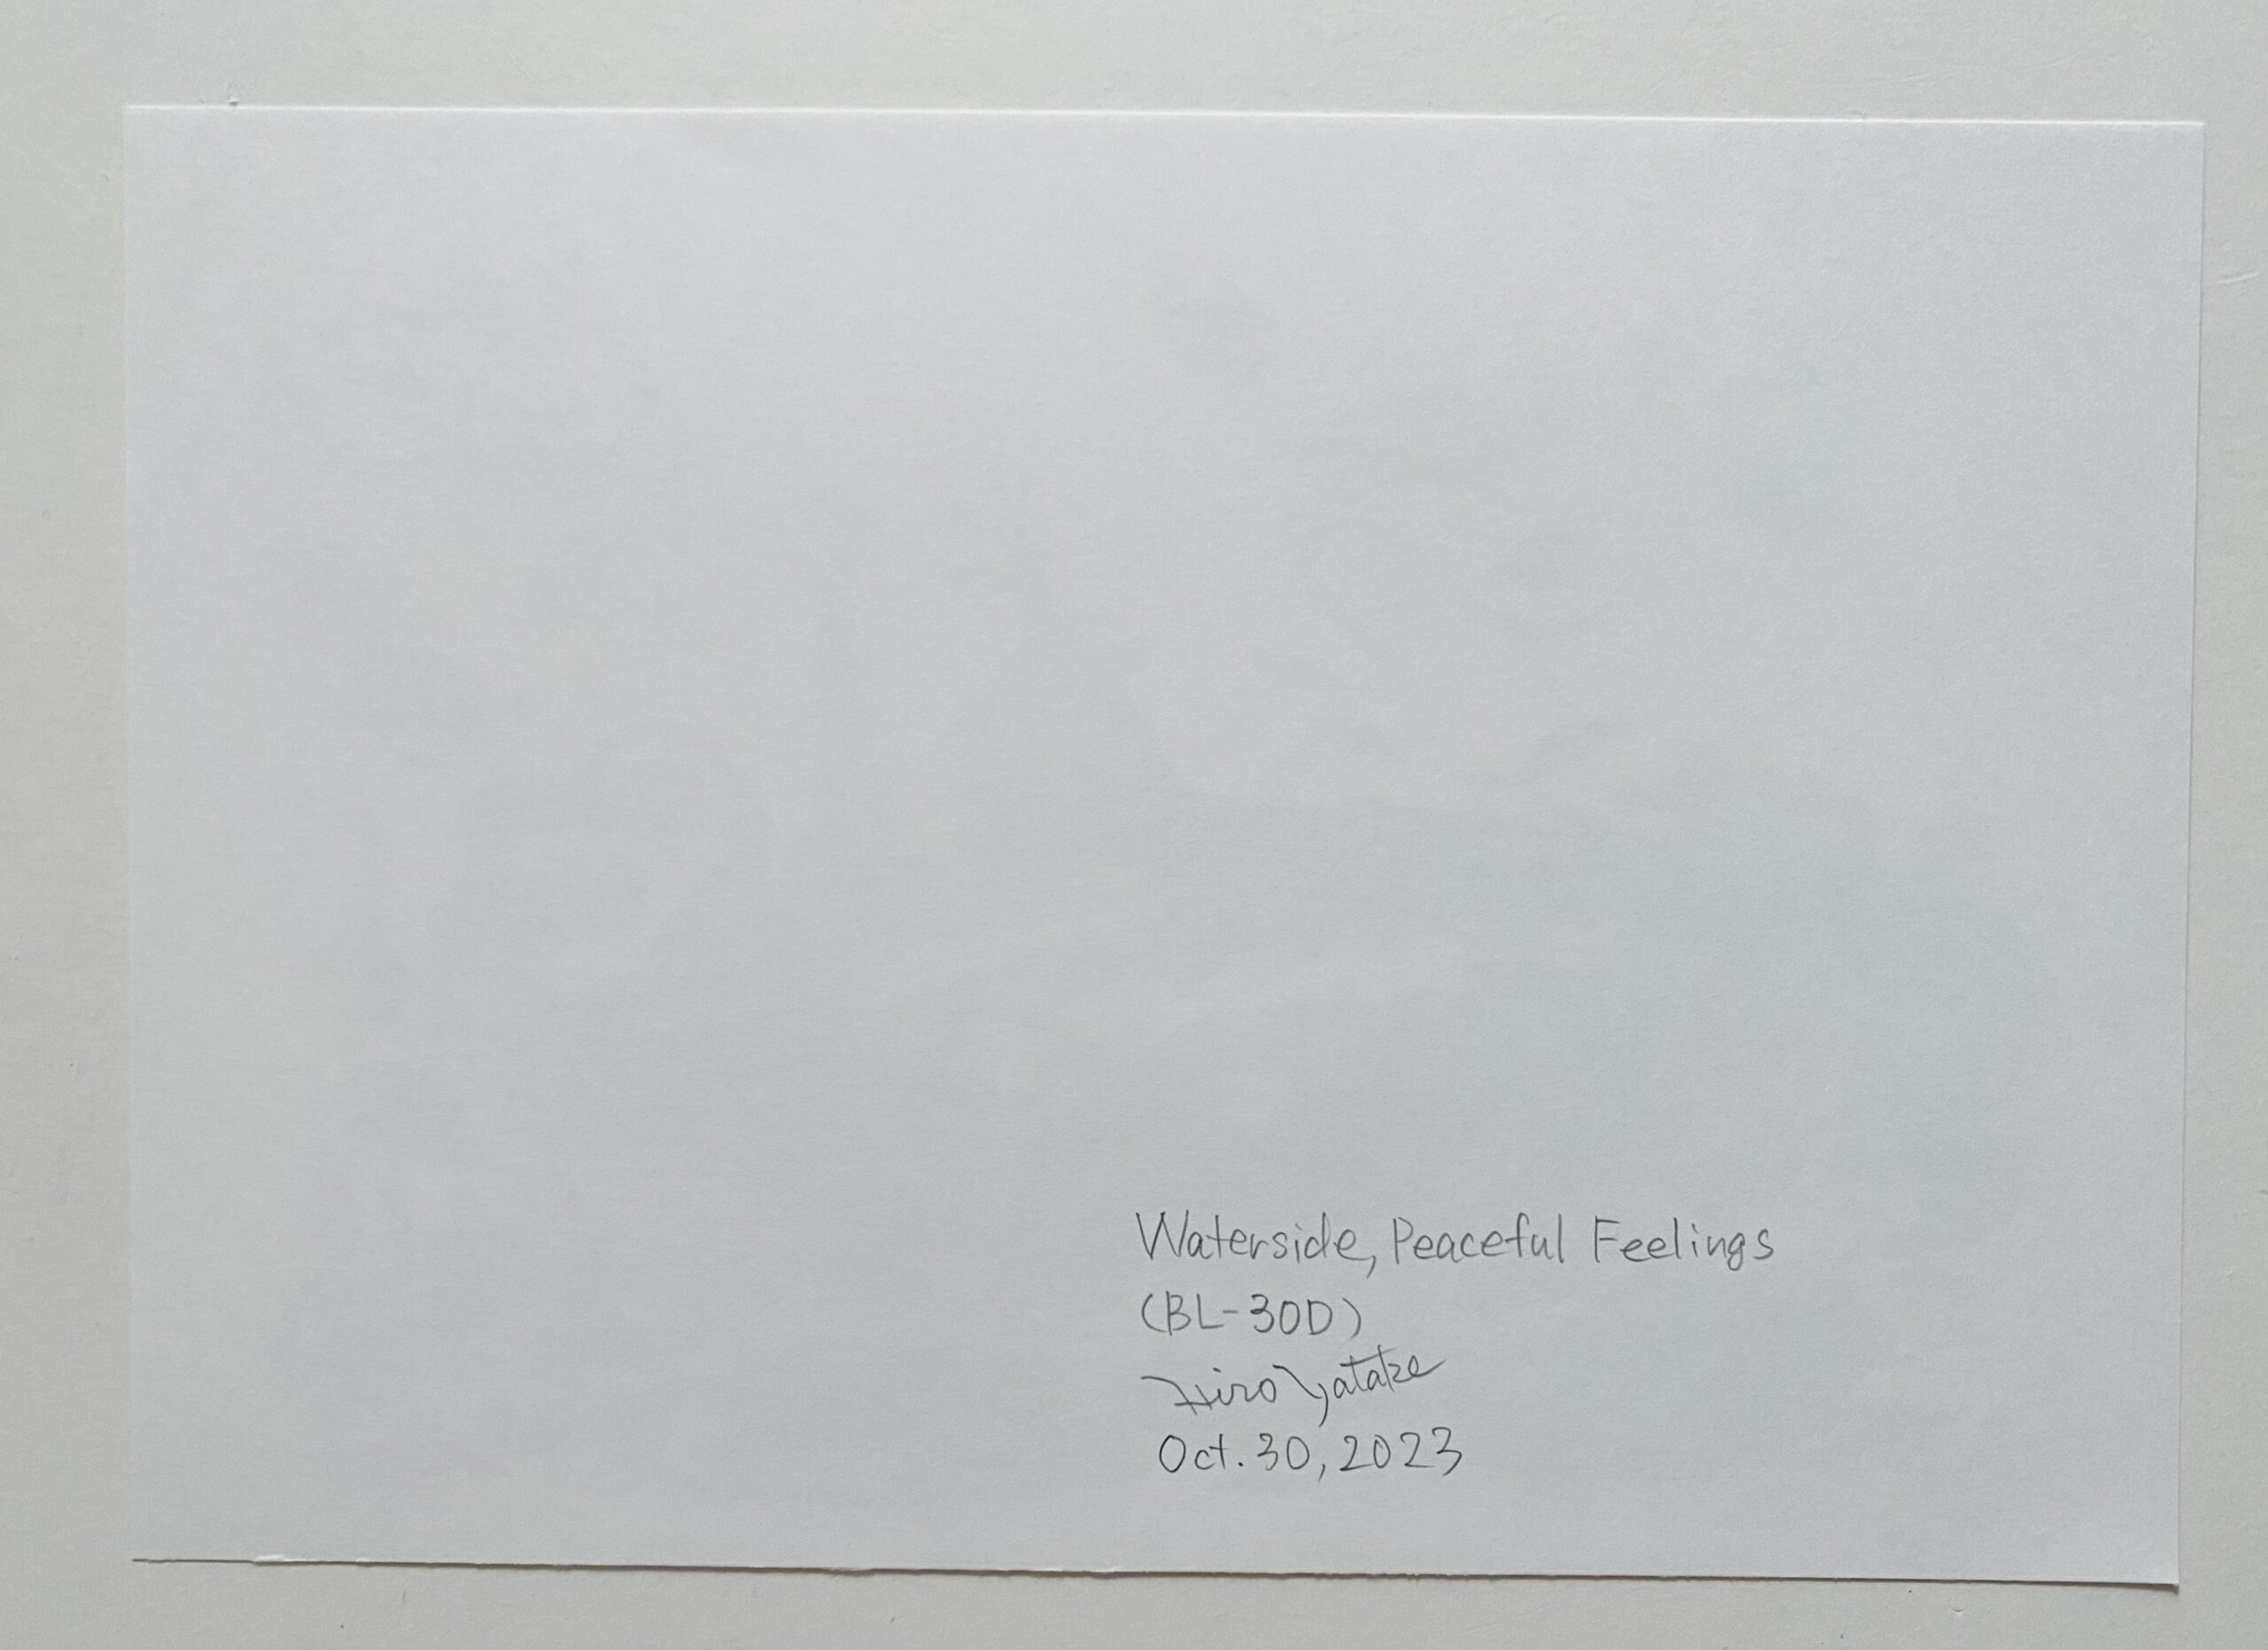 Waterside, Peaceful Feelings
(BL-30D)
Hiro Yatake
Oct. 30, 2023